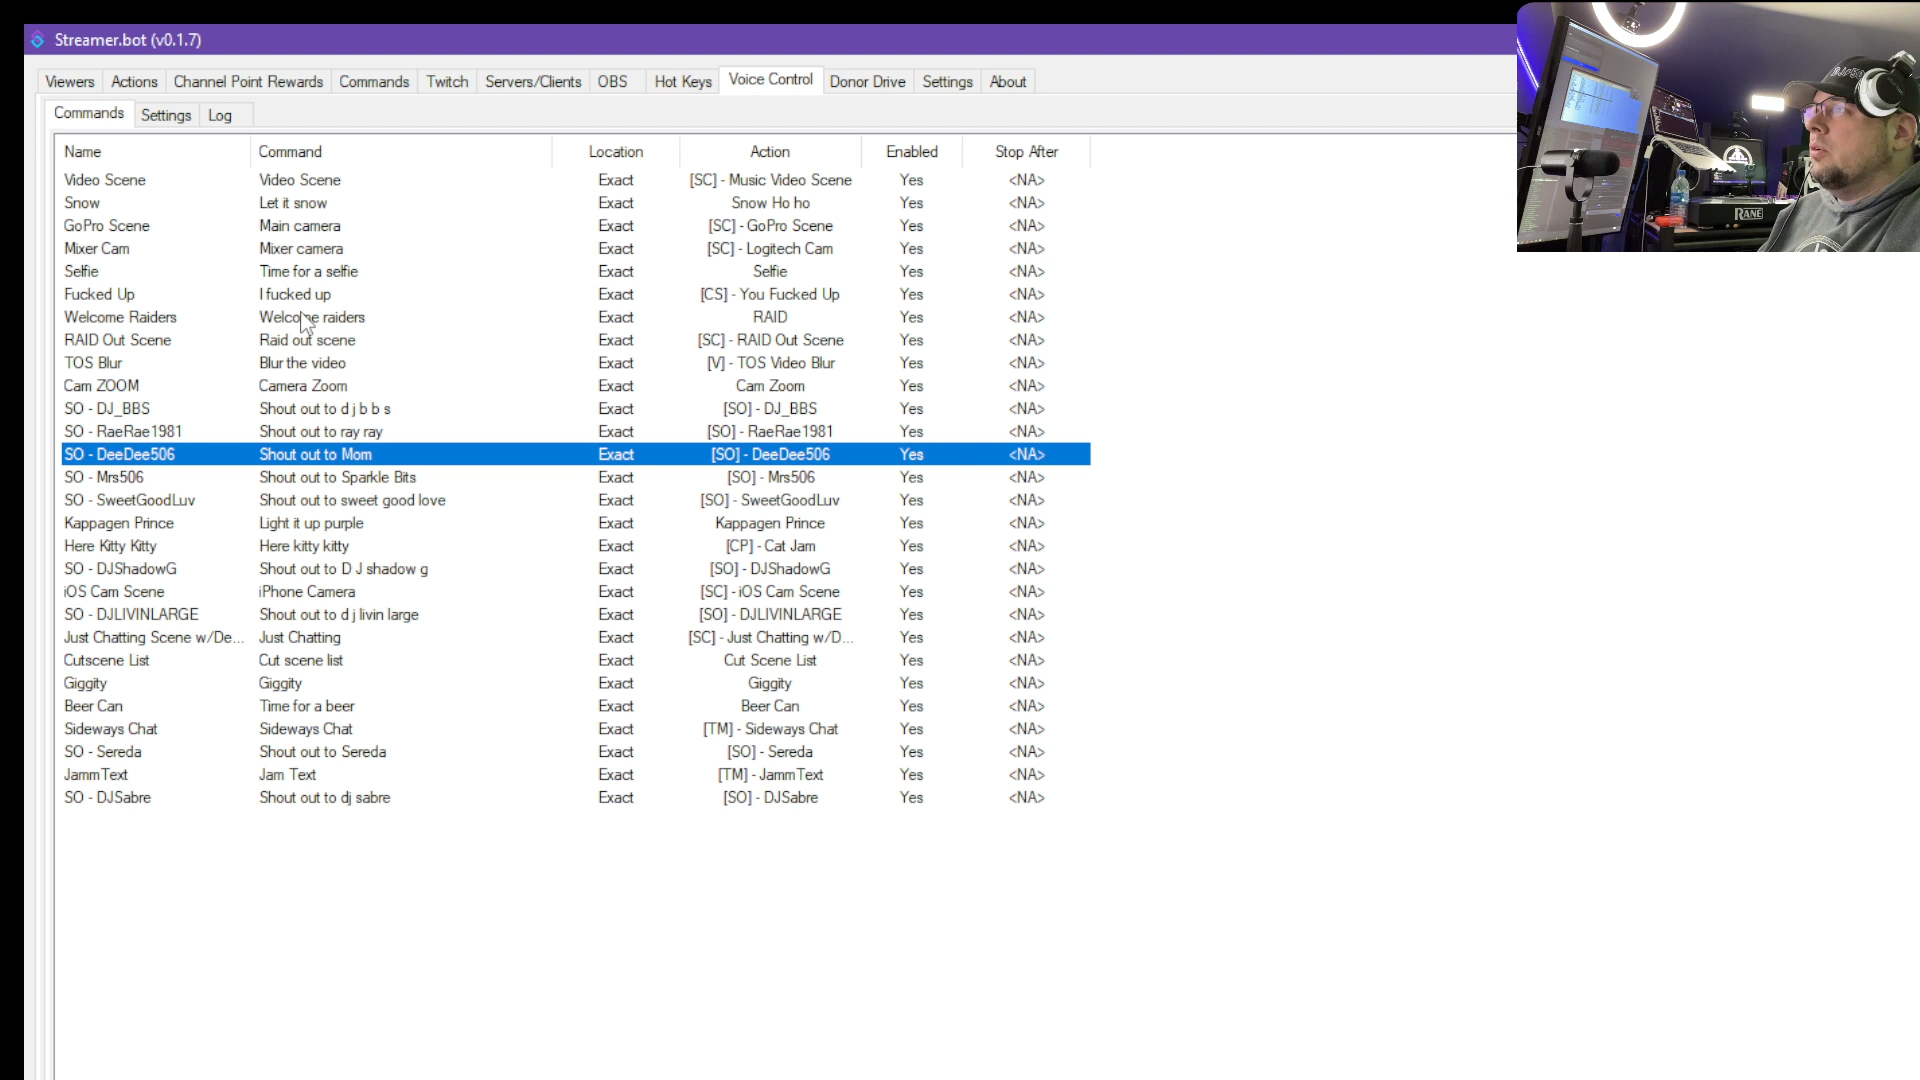 Streamer.bot (v0.1.7)
Viewers Actions Channel Point Rewards Commands Twitch Servers/Clients OBS Hot Keys Voice Control Donor Drive Settings About
Commands Settings Log
Name Command Location Action Enabled Stop After
Video Scene Video Scene Exact [SC] - Music Video Scene Yes <NA>
Snow Let it snow Exact Snow Ho ho Yes <NA>
GoPro Scene Main camera Exact [SC] - GoPro Scene Yes <NA>
Mixer Cam Mixer camera Exact [SC] - Logitech Cam Yes <NA>
Selfie Time for a selfie Exact Selfie Yes <NA>
Fucked Up I fucked up Exact [CS] - You Fucked Up Yes <NA>
Welcome Raiders Welcome raiders Exact RAID Yes <NA>
RAID Out Scene Raid out scene Exact [SC] - RAID Out Scene Yes <NA>
TOS Blur Blur the video Exact [V] - TOS Video Blur Yes <NA>
Cam ZOOM Camera Zoom Exact Cam Zoom Yes <NA>
SO - DJ_BBS Shout out to d j b b s Exact [SO] - DJ_BBS Yes <NA>
SO - RaeRae1981 Shout out to ray ray Exact [SO] - RaeRae1981 Yes <NA>
SO - DeeDee506 Shout out to Mom Exact [SO] - DeeDee506 Yes <NA>
SO - Mrs506 Shout out to Sparkle Bits Exact [SO] - Mrs506 Yes <NA>
SO - SweetGoodLuv Shout out to sweet good love Exact [SO] - SweetGoodLuv Yes <NA>
Kappagen Prince Light it up purple Exact Kappagen Prince Yes <NA>
Here Kitty Kitty Here kitty kitty Exact [CP] - Cat Jam Yes <NA>
SO - DJShadowG Shout out to D J shadow g Exact [SO] - DJShadowG Yes <NA>
iOS Cam Scene iPhone Camera Exact [SC] - iOS Cam Scene Yes <NA>
SO - DJLIVINLARGE Shout out to d j livin large Exact [SO] - DJLIVINLARGE Yes <NA>
Just Chatting Scene w/De... Just Chatting Exact [SC] - Just Chatting w/D... Yes <NA>
Cutscene List Cut scene list Exact Cut Scene List Yes <NA>
Giggity Giggity Exact Giggity Yes <NA>
Beer Can Time for a beer Exact Beer Can Yes <NA>
Sideways Chat Sideways Chat Exact [TM] - Sideways Chat Yes <NA>
SO - Sereda Shout out to Sereda Exact [SO] - Sereda Yes <NA>
JammText Jam Text Exact [TM] - JammText Yes <NA>
SO - DJSabre Shout out to dj sabre Exact [SO] - DJSabre Yes <NA>
RANE